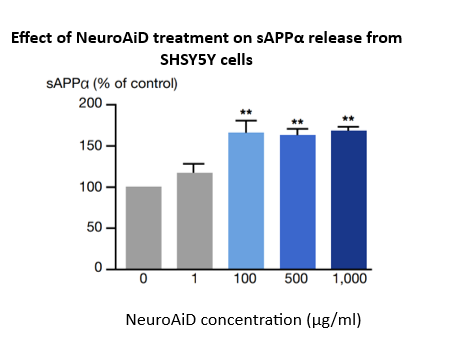 Effect of NeuroAiD treatment on sAPPα release from
SHSY5Y cells
sAPPα (% of control)
200
**
**
**
150
100
50
0
0 1 100 500 1,000
NeuroAiD concentration (µg/ml)